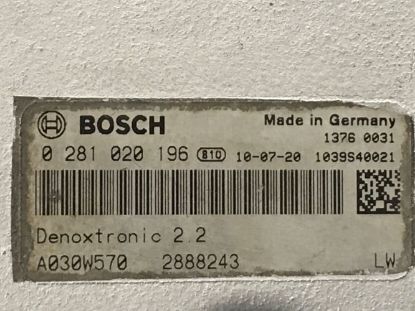 BOSCH Made in Germany
1376 0031
0 281 020 196 810 10-07-20 1039S40021
Denoxtronic 2.2
A030W570 2888243 LW